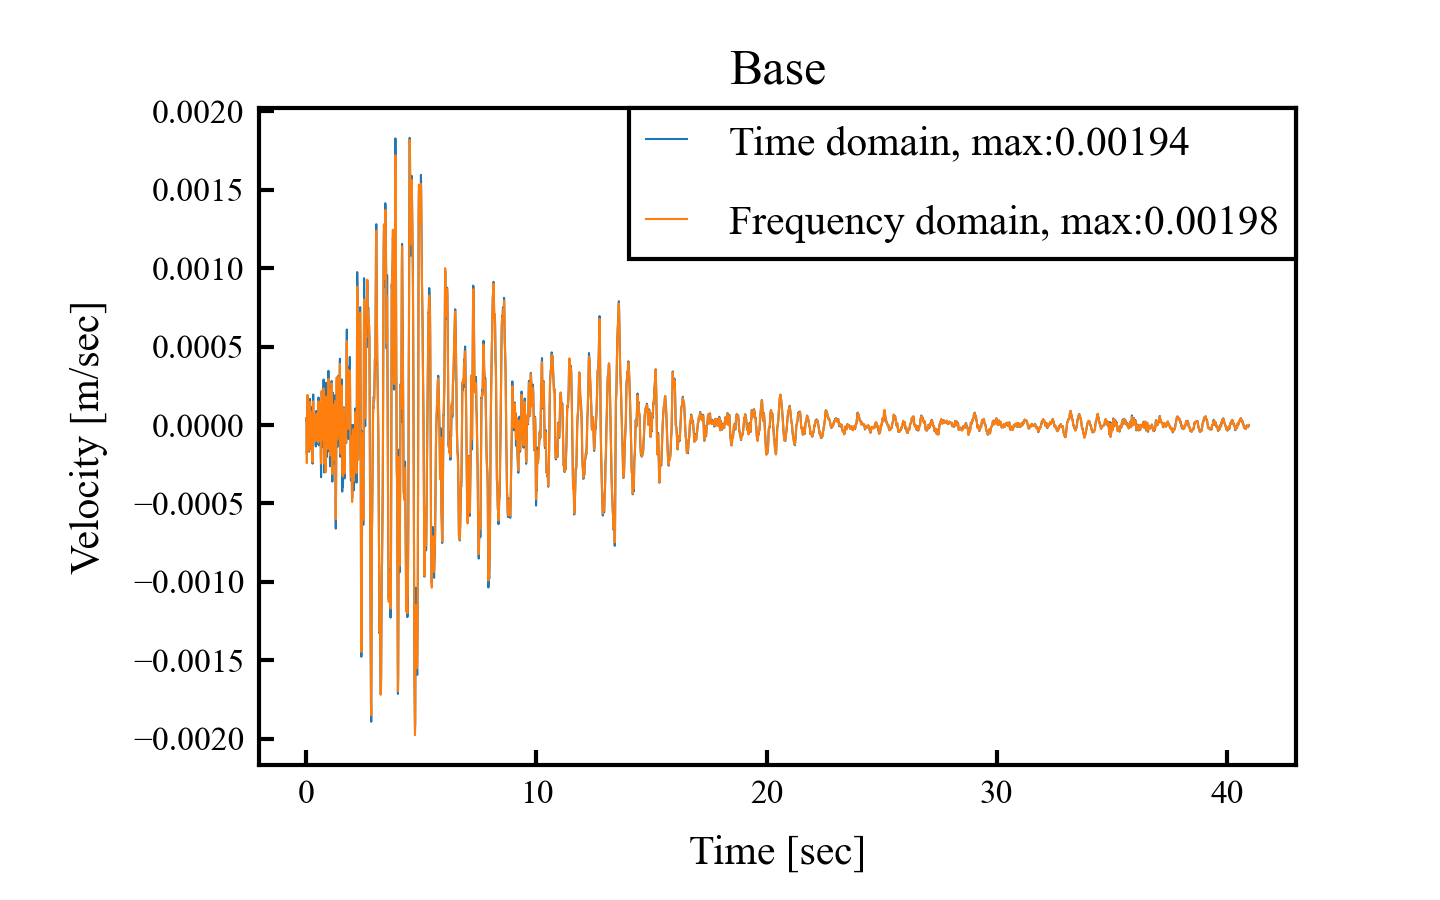 Base
0.0020
0.0015
0.0010
0.0005
0.0000
−0.0005
−0.0010
−0.0015
−0.0020
Velocity [m/sec]
Time domain, max:0.00194
Frequency domain, max:0.00198
0 10 20 30 40
Time [sec]